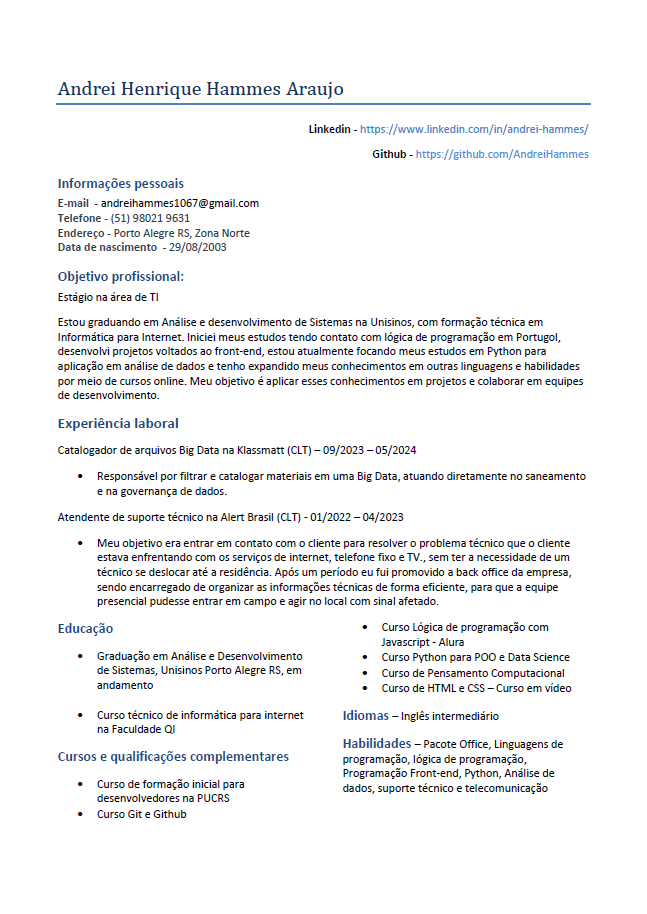 Andrei Henrique Hammes Araujo
Linkedin - https://www.linkedin.com/in/andrei-hammes/
Github - https://github.com/AndreiHammes
Informações pessoais
E-mail - andreihammes1067@gmail.com
Telefone - (51) 98021 9631
Endereço - Porto Alegre RS, Zona Norte
Data de nascimento - 29/08/2003
Objetivo profissional:
Estágio na área de TI
Estou graduando em Análise e desenvolvimento de Sistemas na Unisinos, com formação técnica em
Informática para Internet. Iniciei meus estudos tendo contato com lógica de programação em Portugol,
desenvolvi projetos voltados ao front-end, estou atualmente focando meus estudos em Python para
aplicação em análise de dados e tenho expandido meus conhecimentos em outras linguagens e habilidades
por meio de cursos online. Meu objetivo é aplicar esses conhecimentos em projetos e colaborar em equipes
de desenvolvimento.
Experiência laboral
Catalogador de arquivos Big Data na Klassmatt (CLT) – 09/2023 – 05/2024
• Responsável por filtrar e catalogar materiais em uma Big Data, atuando diretamente no saneamento
e na governança de dados.
Atendente de suporte técnico na Alert Brasil (CLT) - 01/2022 – 04/2023
• Meu objetivo era entrar em contato com o cliente para resolver o problema técnico que o cliente
estava enfrentando com os serviços de internet, telefone fixo e TV., sem ter a necessidade de um
técnico se deslocar até a residência. Após um período eu fui promovido a back office da empresa,
sendo encarregado de organizar as informações técnicas de forma eficiente, para que a equipe
presencial pudesse entrar em campo e agir no local com sinal afetado.
Educação
• Graduação em Análise e Desenvolvimento
de Sistemas, Unisinos Porto Alegre RS, em
andamento
• Curso técnico de informática para internet
na Faculdade QI
Cursos e qualificações complementares
• Curso de formação inicial para
desenvolvedores na PUCRS
• Curso Git e Github
• Curso Lógica de programação com
Javascript - Alura
• Curso Python para POO e Data Science
• Curso de Pensamento Computacional
• Curso de HTML e CSS – Curso em vídeo
Idiomas – Inglês intermediário
Habilidades – Pacote Office, Linguagens de
programação, lógica de programação,
Programação Front-end, Python, Análise de
dados, suporte técnico e telecomunicação